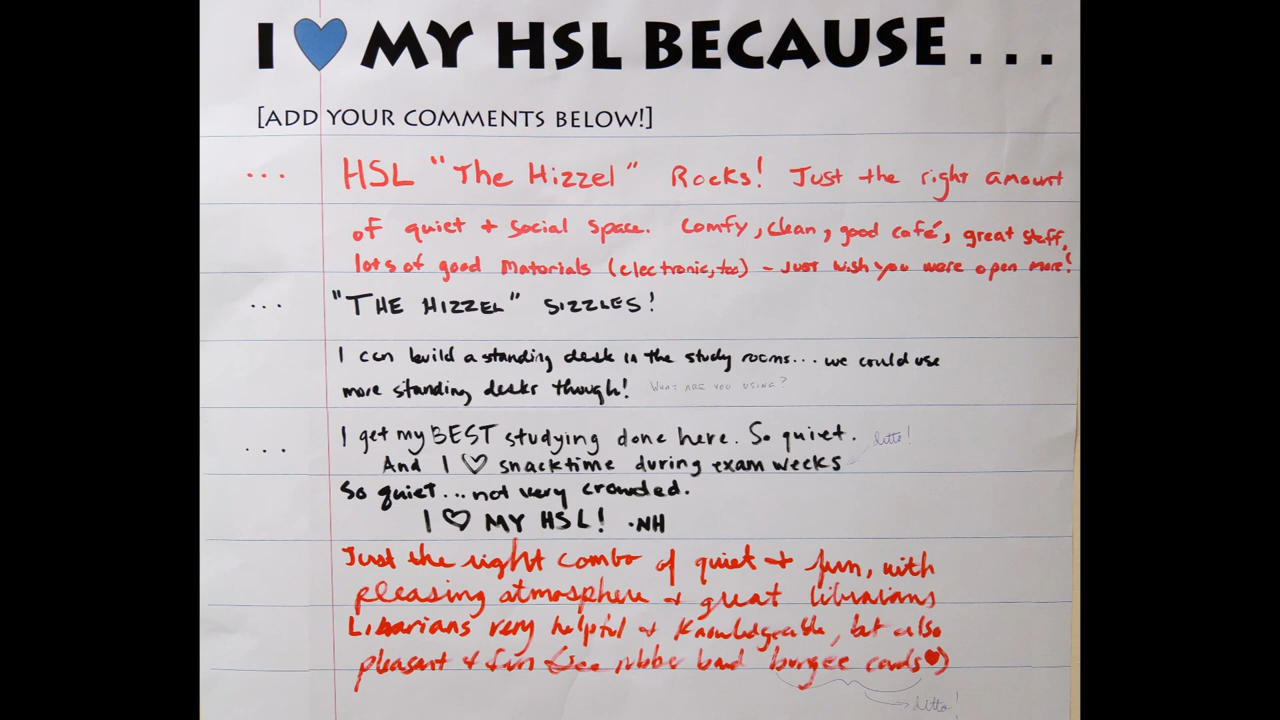 I ♥ MY HSL BECAUSE . . .
[ADD YOUR COMMENTS BELOW!]
... HSL "The Hizzel" Rocks! Just the right amount
of quiet + social space. Comfy, clean, good café, great staff,
lots of good materials (electronic, too) - Just wish you were open more!
... "THE HIZZEL" SIZZLES!
I can build a standing desk in the study rooms... we could use
more standing desks though! WHAT ARE YOU USING?
... I get my BEST studying done here. So quiet. ditto!
And I ♡ snacktime during exam weeks
So quiet... not very crowded.
I ♡ MY HSL! ·NH
Just the right combo of quiet + fun, with
pleasing atmosphere + great librarians
Librarians very helpful + knowledgeable, but also
pleasant + fun rubber band cards ♥)
ditto!